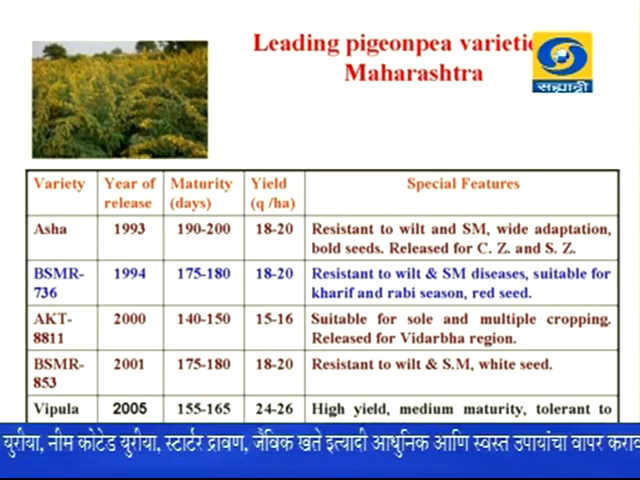 Leading pigeonpea varieti
Maharashtra
सह्याद्री
Variety Year of release Maturity (days) Yield (q /ha) Special Features
Asha 1993 190-200 18-20 Resistant to wilt and SM, wide adaptation, bold seeds. Released for C. Z. and S. Z.
BSMR-736 1994 175-180 18-20 Resistant to wilt & SM diseases, suitable for kharif and rabi season, red seed.
AKT-8811 2000 140-150 15-16 Suitable for sole and multiple cropping. Released for Vidarbha region.
BSMR-853 2001 175-180 18-20 Resistant to wilt & S.M, white seed.
Vipula 2005 155-165 24-26 High yield, medium maturity, tolerant to
युरीया, नीम कोटेड युरीया, स्टार्टर द्रावण, जैविक खते इत्यादी आधुनिक आणि स्वस्त उपायांचा वापर कराव